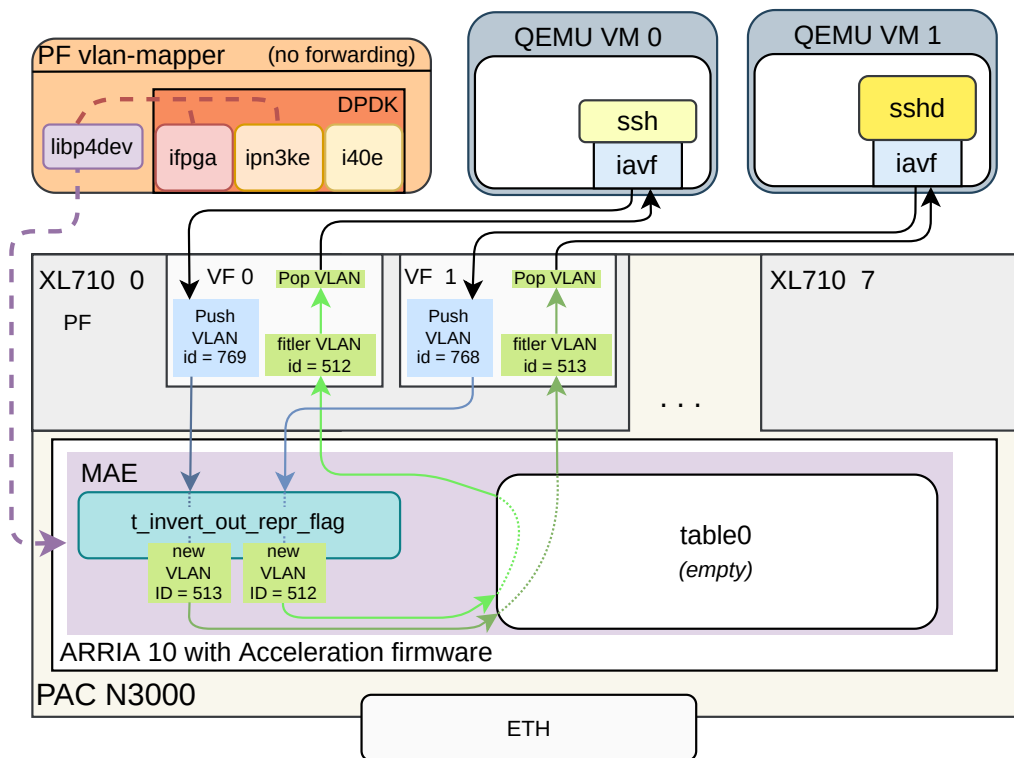 PF vlan-mapper (no forwarding)
DPDK
libp4dev
ifpga
ipn3ke
i40e
QEMU VM 0
ssh
iavf
QEMU VM 1
sshd
iavf
XL710 0
PF
VF 0
Pop VLAN
Push
VLAN
id = 769
fitler VLAN
id = 512
VF 1
Pop VLAN
Push
VLAN
id = 768
fitler VLAN
id = 513
. . .
XL710 7
MAE
t_invert_out_repr_flag
new
VLAN
ID = 513
new
VLAN
ID = 512
table0
(empty)
ARRIA 10 with Acceleration firmware
PAC N3000
ETH